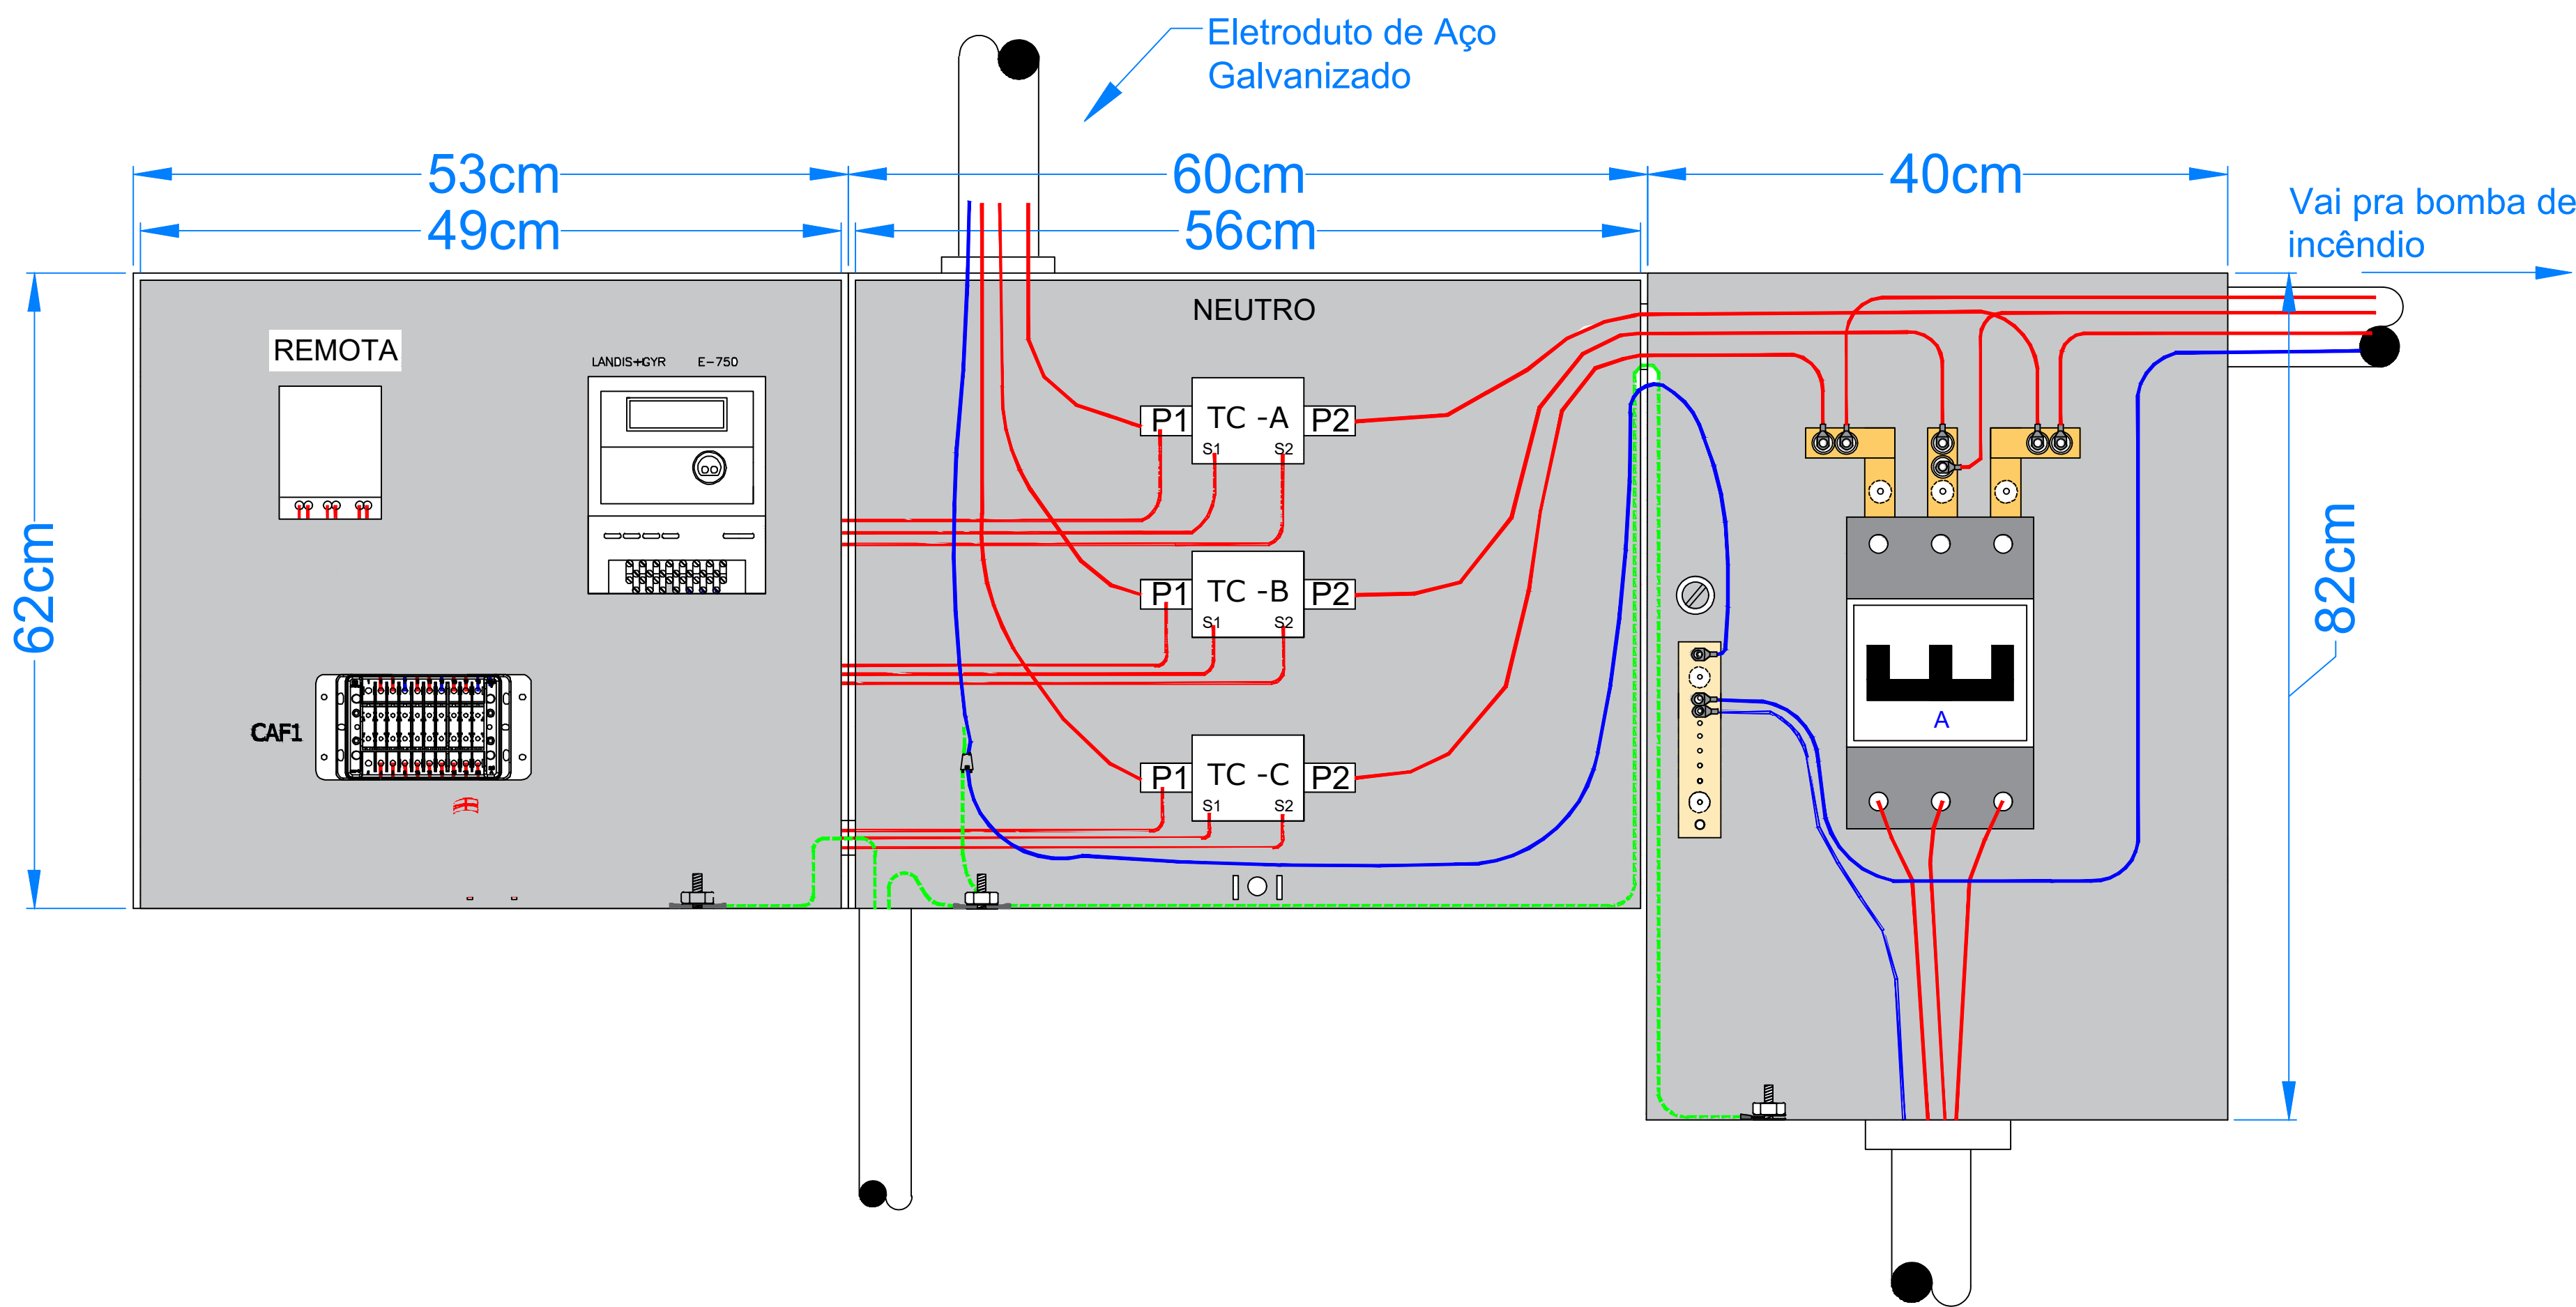 Eletroduto de Aço
Galvanizado
53cm
60cm
40cm
49cm
56cm
Vai pra bomba de
incêndio
NEUTRO
REMOTA
LANDIS+GYR E-750
P1 TC -A P2
S1 S2
62cm
82cm
P1 TC -B P2
S1 S2
CAF1
A
P1 TC -C P2
S1 S2